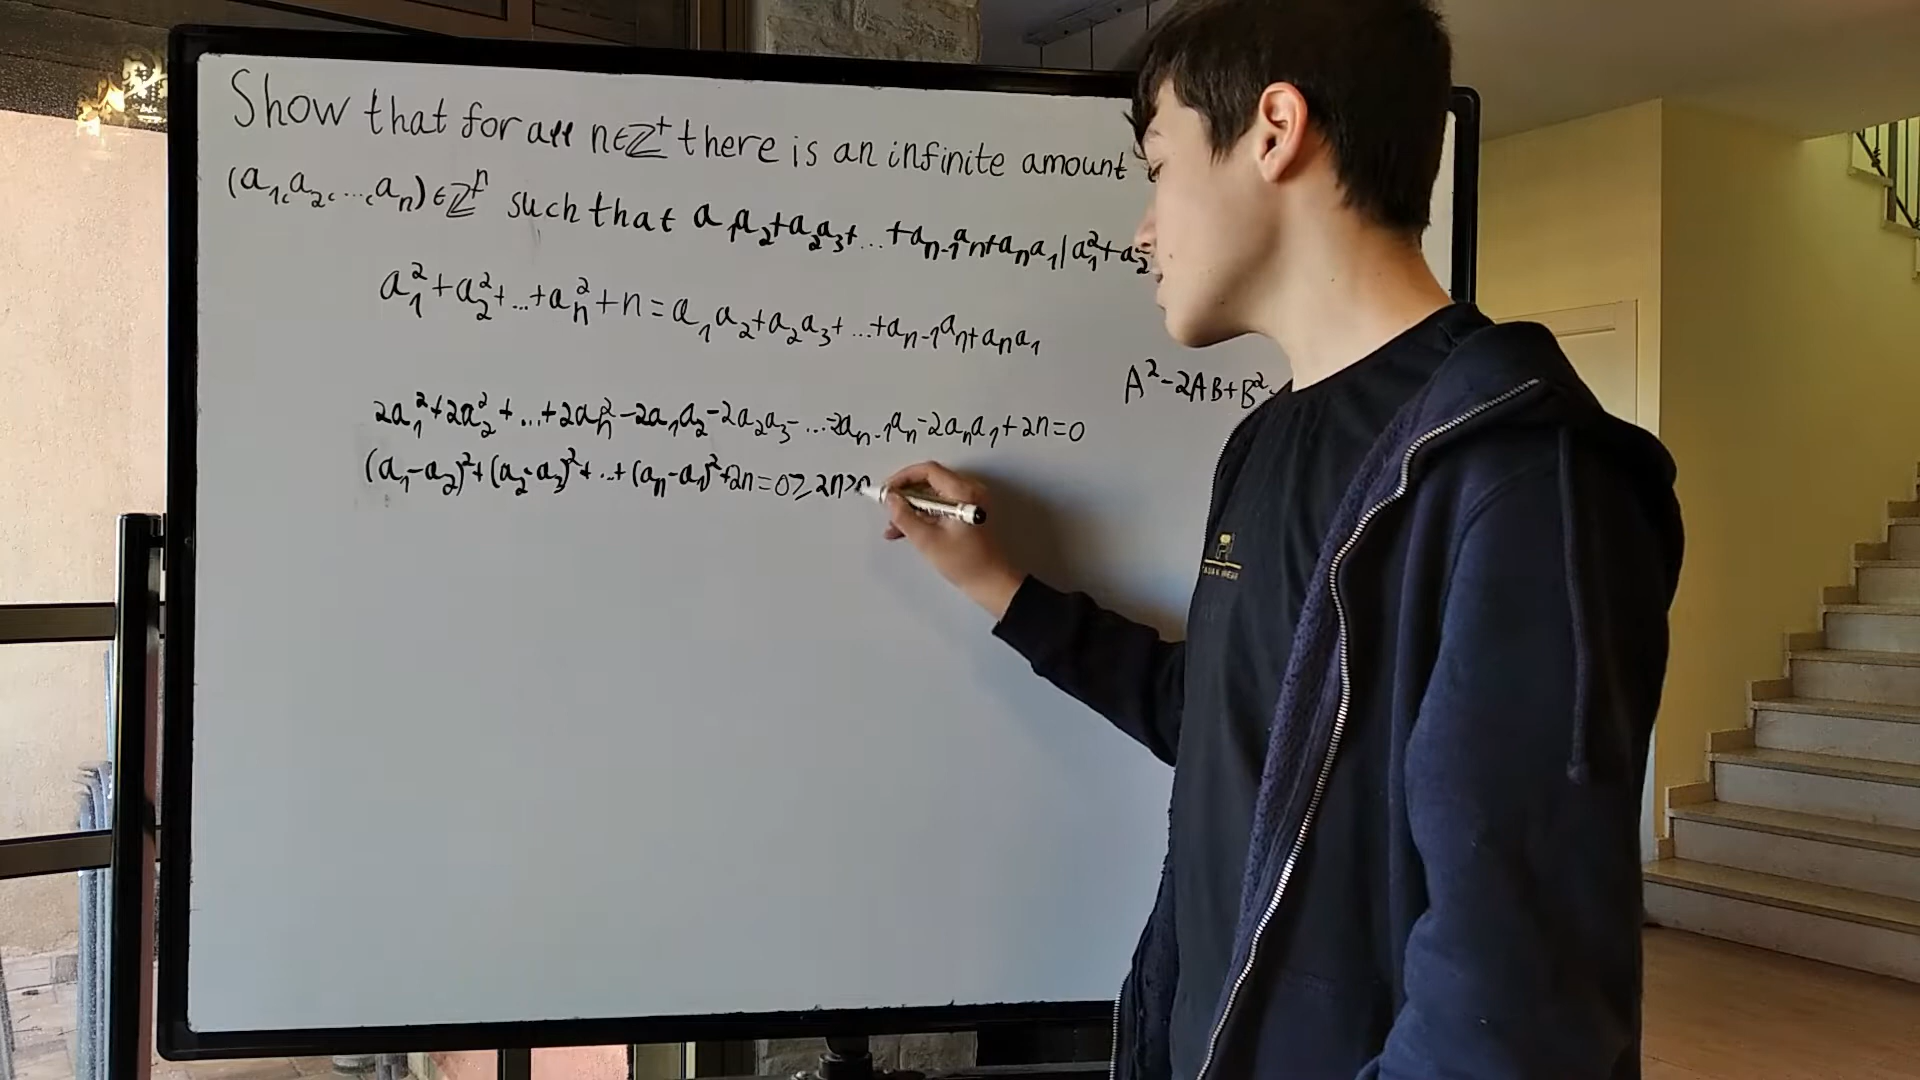 Show that for all n∈ℤ⁺ there is an infinite amount
(a₁,a₂,...,aₙ)∈ℤⁿ such that a₁a₂+a₂a₃+...+aₙ₋₁aₙ+aₙa₁|a₁²+a₂²
a₁²+a₂²+...+aₙ²+n=a₁a₂+a₂a₃+...+aₙ₋₁aₙ+aₙa₁
A²-2AB+B²
2a₁²+2a₂²+...+2aₙ²-2a₁a₂-2a₂a₃-...-2aₙ₋₁aₙ-2aₙa₁+2n=0
(a₁-a₂)²+(a₂-a₃)²+...+(aₙ-a₁)²+2n=0≥2n>0